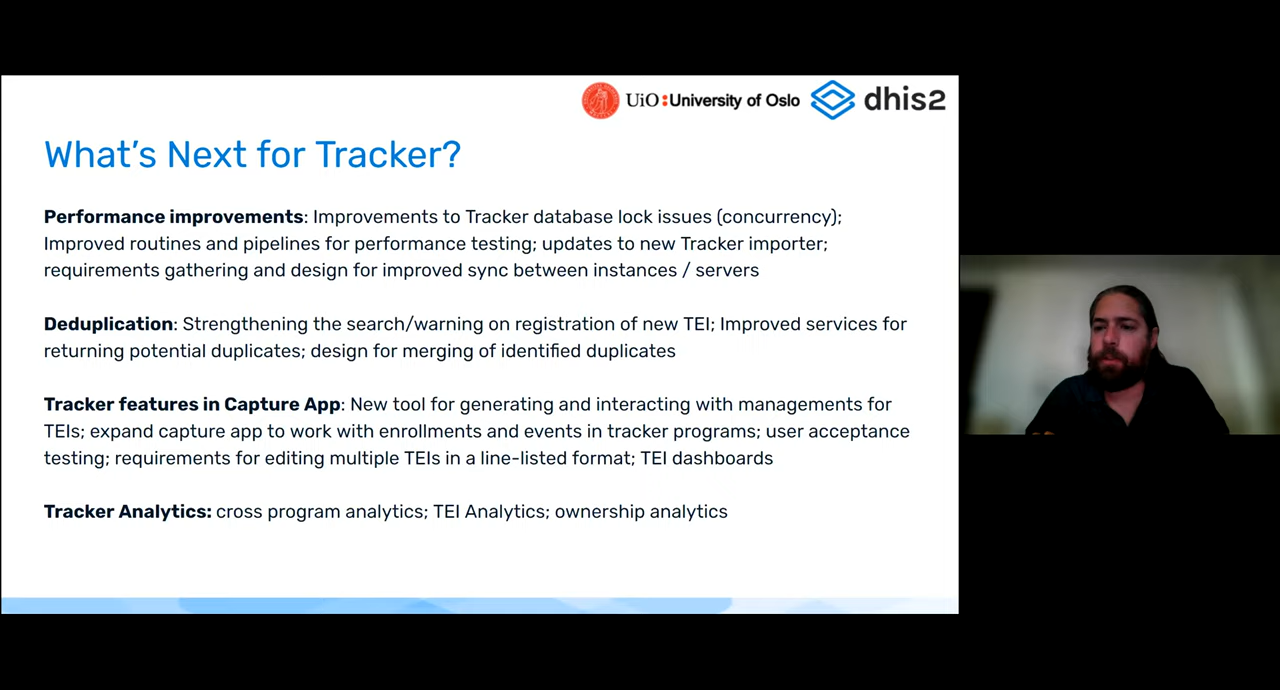 UiO:University of Oslo dhis2
What's Next for Tracker?
Performance improvements: Improvements to Tracker database lock issues (concurrency);
Improved routines and pipelines for performance testing; updates to new Tracker importer;
requirements gathering and design for improved sync between instances / servers
Deduplication: Strengthening the search/warning on registration of new TEI; Improved services for
returning potential duplicates; design for merging of identified duplicates
Tracker features in Capture App: New tool for generating and interacting with managements for
TEIs; expand capture app to work with enrollments and events in tracker programs; user acceptance
testing; requirements for editing multiple TEIs in a line-listed format; TEI dashboards
Tracker Analytics: cross program analytics; TEI Analytics; ownership analytics